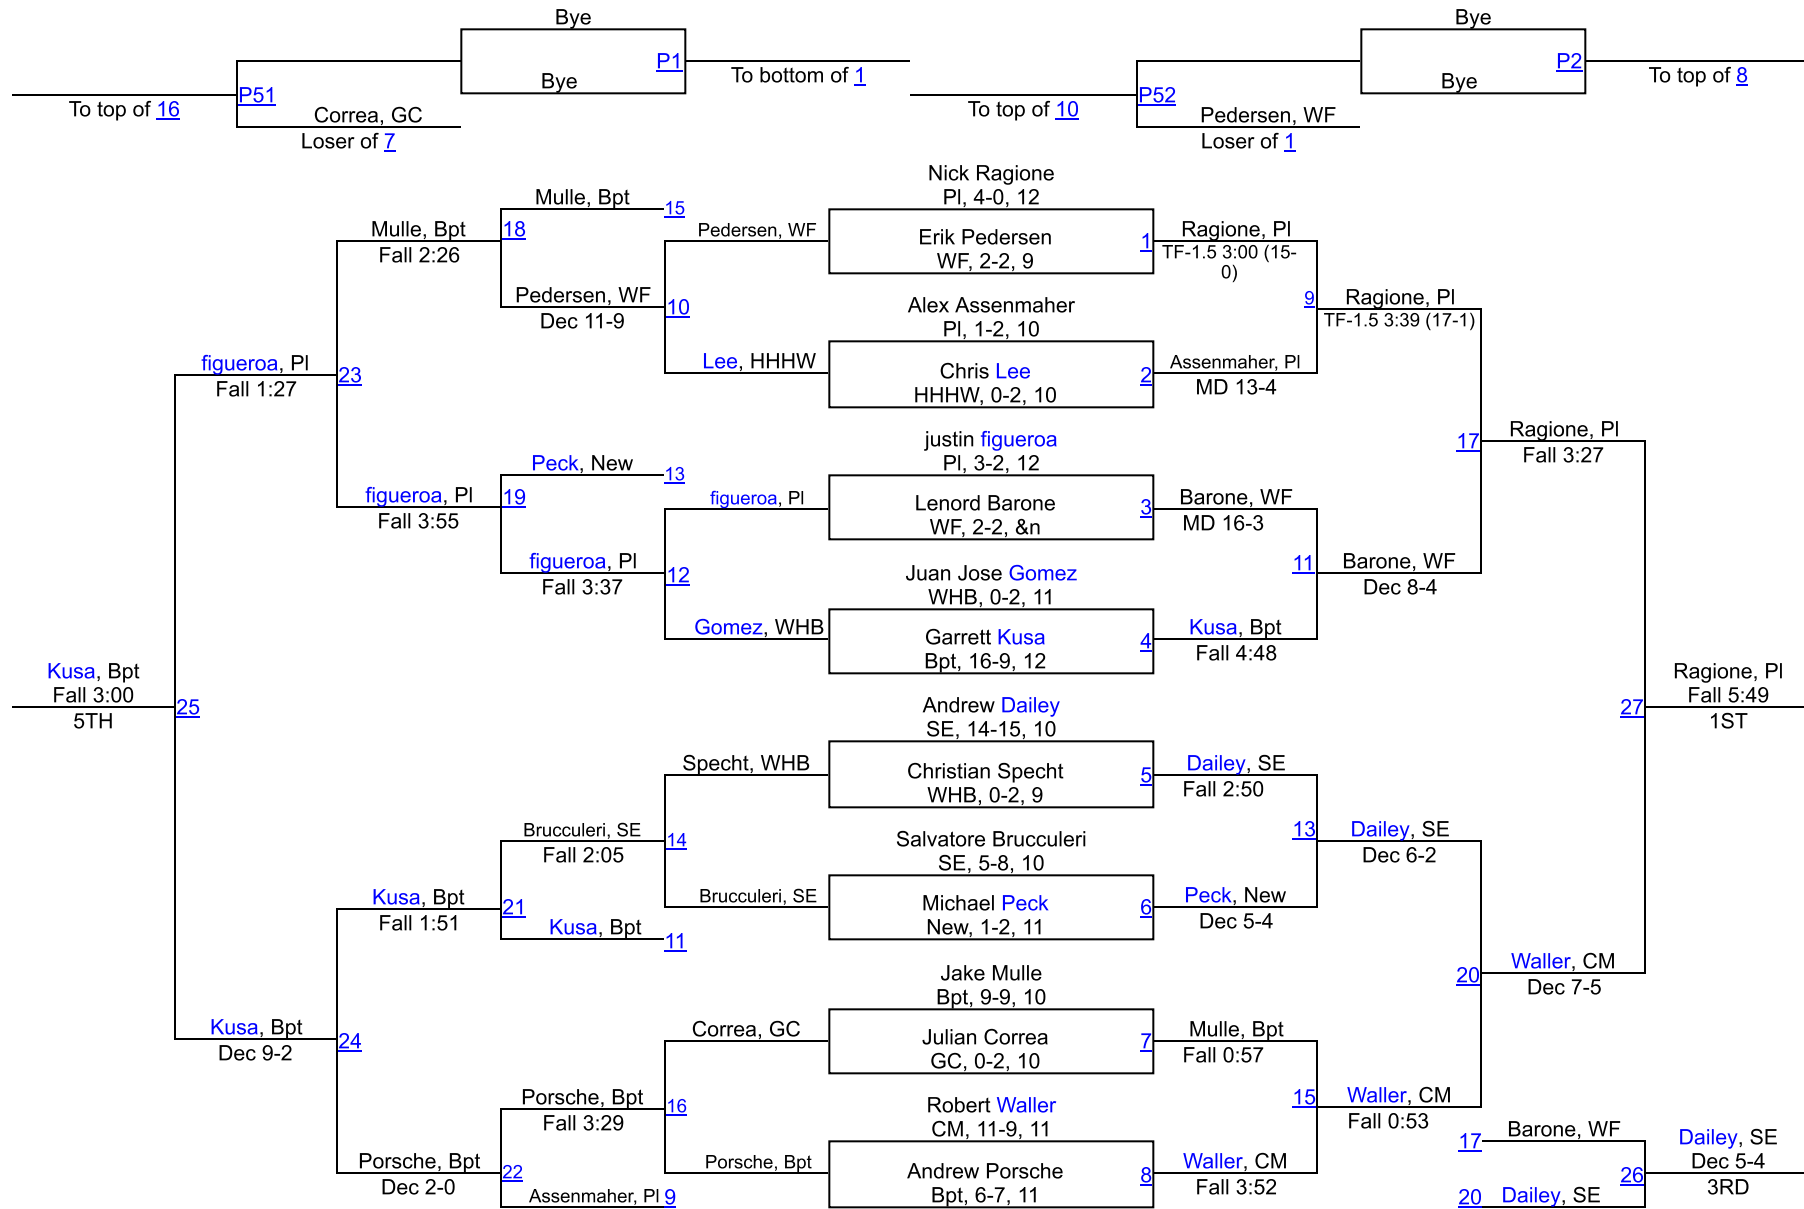 Bye
P1
Bye
To bottom of 1
P51
To top of 16
Correa, GC
Loser of 7
Bye
P2
Bye
To top of 8
P52
To top of 10
Pedersen, WF
Loser of 1
Nick Ragione
Pl, 4-0, 12
Erik Pedersen
WF, 2-2, 9
1
Alex Assenmaher
Pl, 1-2, 10
Chris Lee
HHHW, 0-2, 10
2
justin figueroa
Pl, 3-2, 12
Lenord Barone
WF, 2-2, &n
3
Juan Jose Gomez
WHB, 0-2, 11
Garrett Kusa
Bpt, 16-9, 12
4
Andrew Dailey
SE, 14-15, 10
Christian Specht
WHB, 0-2, 9
5
Salvatore Brucculeri
SE, 5-8, 10
Michael Peck
New, 1-2, 11
6
Jake Mulle
Bpt, 9-9, 10
Julian Correa
GC, 0-2, 10
7
Robert Waller
CM, 11-9, 11
Andrew Porsche
Bpt, 6-7, 11
8
Ragione, Pl
TF-1.5 3:00 (15-
0)
9
Assenmaher, Pl
MD 13-4
Barone, WF
MD 16-3
11
Kusa, Bpt
Fall 4:48
Dailey, SE
Fall 2:50
13
Peck, New
Dec 5-4
Mulle, Bpt
Fall 0:57
15
Waller, CM
Fall 3:52
Ragione, Pl
TF-1.5 3:39 (17-1)
17
Barone, WF
Dec 8-4
Dailey, SE
Dec 6-2
20
Waller, CM
Fall 0:53
Ragione, Pl
Fall 3:27
27
Waller, CM
Dec 7-5
Ragione, Pl
Fall 5:49
1ST
17
Barone, WF
26
20
Dailey, SE
Dailey, SE
Dec 5-4
3RD
Pedersen, WF
10
Lee, HHHW
figueroa, Pl
12
Gomez, WHB
Specht, WHB
14
Brucculeri, SE
Correa, GC
16
Porsche, Bpt
Mulle, Bpt
15
18
Pedersen, WF
Dec 11-9
Peck, New
13
19
figueroa, Pl
Fall 3:37
Brucculeri, SE
Fall 2:05
21
Kusa, Bpt
11
Porsche, Bpt
Fall 3:29
22
Assenmaher, Pl
9
Mulle, Bpt
Fall 2:26
23
figueroa, Pl
Fall 3:55
Kusa, Bpt
Fall 1:51
24
Porsche, Bpt
Dec 2-0
figueroa, Pl
Fall 1:27
25
Kusa, Bpt
Dec 9-2
Kusa, Bpt
Fall 3:00
5TH